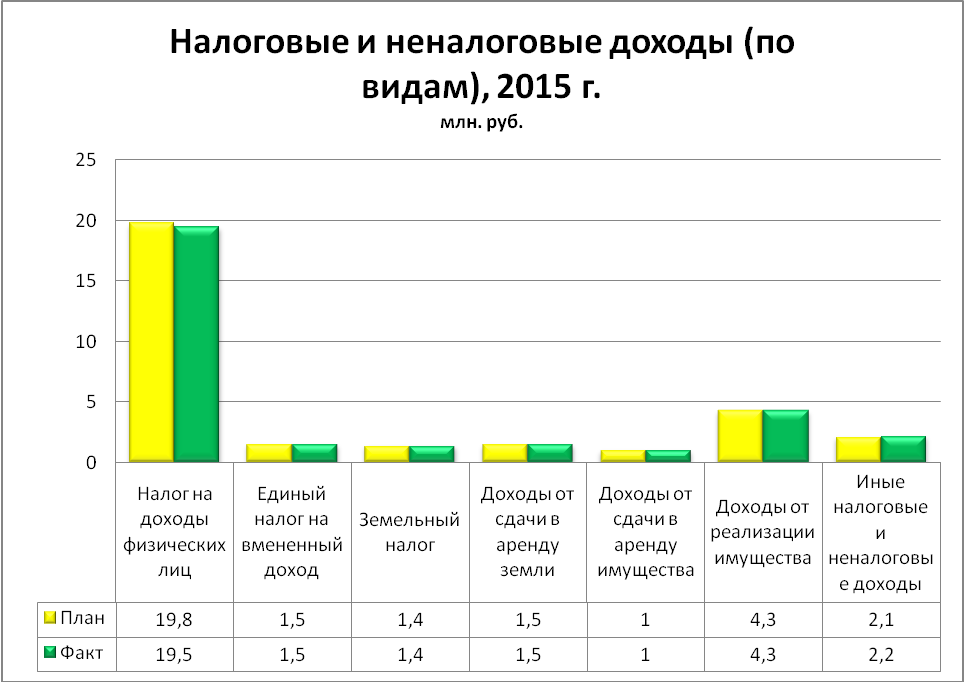 Налоговые и неналоговые доходы (по
видам), 2015 г.
млн. руб.
25
20
15
10
5
0
Налог на
доходы
физических
лиц
Единый
налог на
вмененный
доход
Земельный
налог
Доходы от
сдачи в
аренду
земли
Доходы от
сдачи в
аренду
имущества
Доходы от
реализации
имущества
Иные
налоговые
и
неналоговы
е доходы
План 19,8 1,5 1,4 1,5 1 4,3 2,1
Факт 19,5 1,5 1,4 1,5 1 4,3 2,2